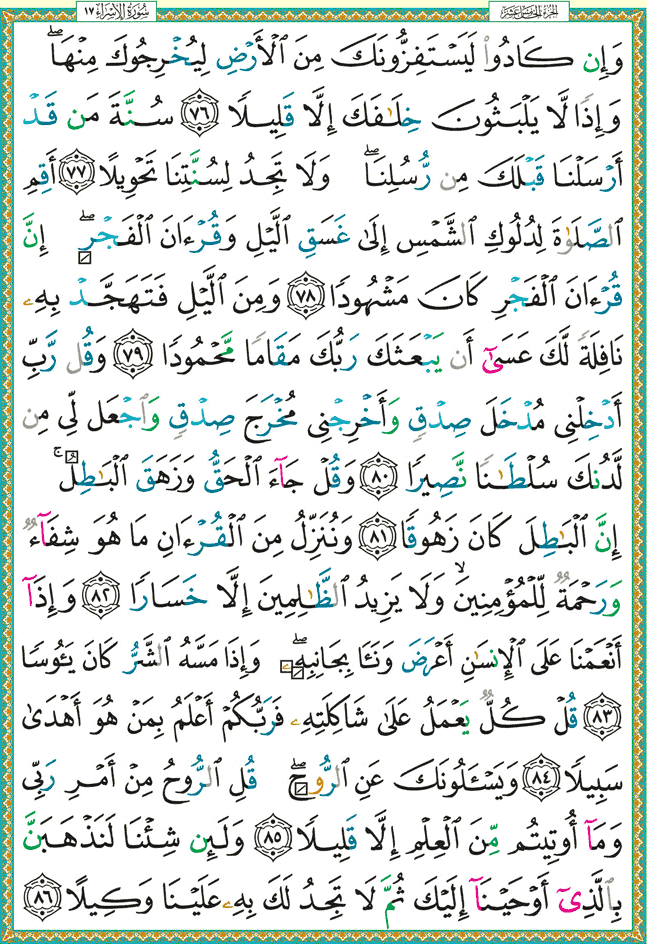 سُورَةُ الإِسْرَاءِ ١٧
الجُزءُ الخَامِسَ عَشَرَ
وَإِن كَادُوا۟ لَيَسْتَفِزُّونَكَ مِنَ ٱلْأَرْضِ لِيُخْرِجُوكَ مِنْهَا ۖ
وَإِذًا لَّا يَلْبَثُونَ خِلَـٰفَكَ إِلَّا قَلِيلًا ٧٦ سُنَّةَ مَن قَدْ
أَرْسَلْنَا قَبْلَكَ مِن رُّسُلِنَا ۖ وَلَا تَجِدُ لِسُنَّتِنَا تَحْوِيلًا ٧٧ أَقِمِ
ٱلصَّلَوٰةَ لِدُلُوكِ ٱلشَّمْسِ إِلَىٰ غَسَقِ ٱلَّيْلِ وَقُرْءَانَ ٱلْفَجْرِ ۖ إِنَّ
قُرْءَانَ ٱلْفَجْرِ كَانَ مَشْهُودًا ٧٨ وَمِنَ ٱلَّيْلِ فَتَهَجَّدْ بِهِۦ
نَافِلَةً لَّكَ عَسَىٰٓ أَن يَبْعَثَكَ رَبُّكَ مَقَامًا مَّحْمُودًا ٧٩ وَقُل رَّبِّ
أَدْخِلْنِى مُدْخَلَ صِدْقٍ وَأَخْرِجْنِى مُخْرَجَ صِدْقٍ وَٱجْعَل لِّى مِن
لَّدُنكَ سُلْطَـٰنًا نَّصِيرًا ٨٠ وَقُلْ جَآءَ ٱلْحَقُّ وَزَهَقَ ٱلْبَـٰطِلُ ۚ
إِنَّ ٱلْبَـٰطِلَ كَانَ زَهُوقًا ٨١ وَنُنَزِّلُ مِنَ ٱلْقُرْءَانِ مَا هُوَ شِفَآءٌ
وَرَحْمَةٌ لِّلْمُؤْمِنِينَ ۙ وَلَا يَزِيدُ ٱلظَّـٰلِمِينَ إِلَّا خَسَارًا ٨٢ وَإِذَآ
أَنْعَمْنَا عَلَى ٱلْإِنسَـٰنِ أَعْرَضَ وَنَـَٔا بِجَانِبِهِۦ ۖ وَإِذَا مَسَّهُ ٱلشَّرُّ كَانَ يَـُٔوسًا
٨٣ قُلْ كُلٌّ يَعْمَلُ عَلَىٰ شَاكِلَتِهِۦ فَرَبُّكُمْ أَعْلَمُ بِمَنْ هُوَ أَهْدَىٰ
سَبِيلًا ٨٤ وَيَسْـَٔلُونَكَ عَنِ ٱلرُّوحِ ۖ قُلِ ٱلرُّوحُ مِنْ أَمْرِ رَبِّى
وَمَآ أُوتِيتُم مِّنَ ٱلْعِلْمِ إِلَّا قَلِيلًا ٨٥ وَلَئِن شِئْنَا لَنَذْهَبَنَّ
بِٱلَّذِىٓ أَوْحَيْنَآ إِلَيْكَ ثُمَّ لَا تَجِدُ لَكَ بِهِۦ عَلَيْنَا وَكِيلًا ٨٦